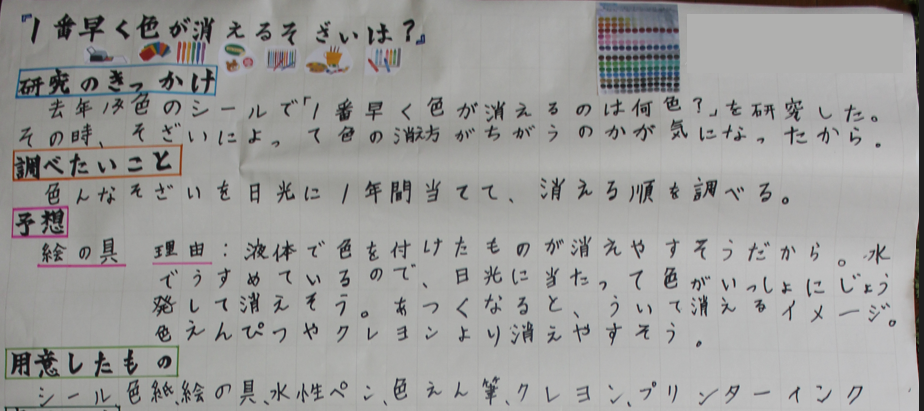 『1番早く色が消えるそざいは?』
研究のきっかけ
去年13色のシールで「1番早く色が消えるのは何色?」を研究した。
その時、そざいによって色の消え方がちがうのかが気になったから。
調べたいこと
色んなそざいを日光に1年間当てて、消える順を調べる。
予想
絵の具 理由:液体で色を付けたものが消えやすそうだから。水
でうすめているので、日光に当たって色がいっしょにじょう
発して消えそう。あつくなると、ういて消えるイメージ。
色えんぴつやクレヨンより消えやすそう。
用意したもの
シール、色紙、絵の具、水性ペン、色えん筆、クレヨン、プリンターインク